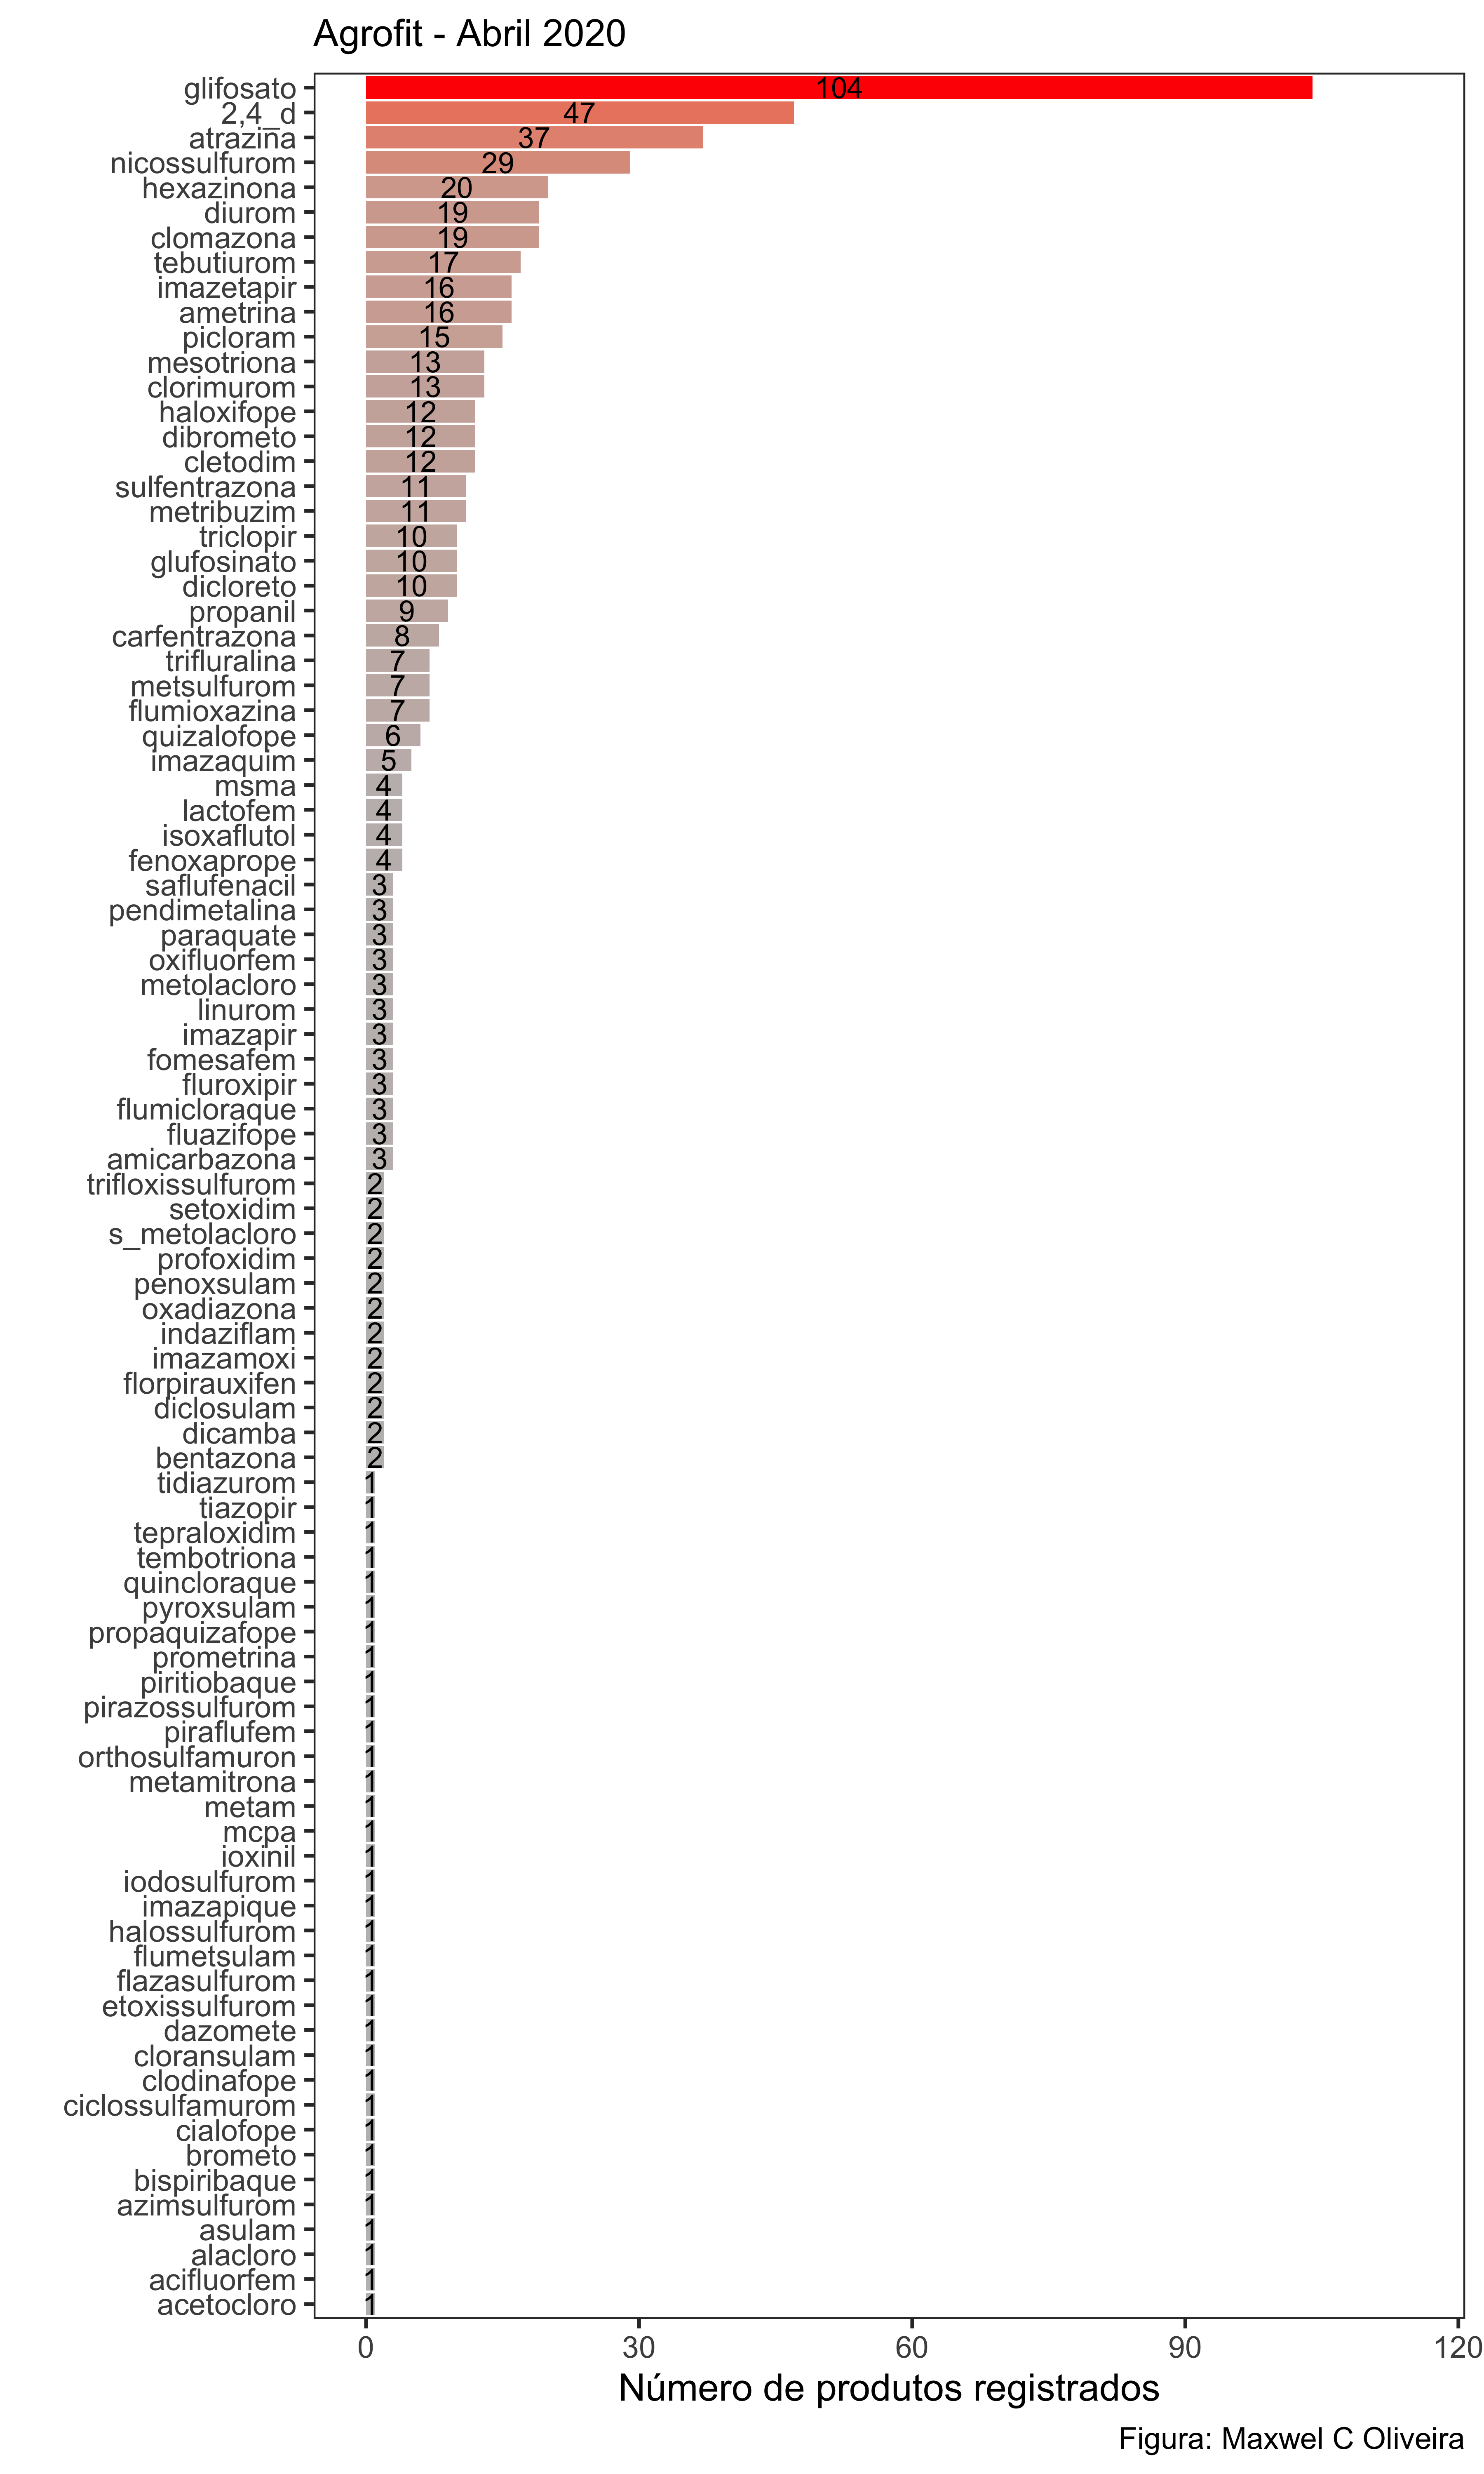 Agrofit - Abril 2020
glifosato 104
2,4_d 47
atrazina 37
nicossulfurom 29
hexazinona 20
diurom 19
clomazona 19
tebutiurom 17
imazetapir 16
ametrina 16
picloram 15
mesotriona 13
clorimurom 13
haloxifope 12
dibrometo 12
cletodim 12
sulfentrazona 11
metribuzim 11
triclopir 10
glufosinato 10
dicloreto 10
propanil 9
carfentrazona 8
trifluralina 7
metsulfurom 7
flumioxazina 7
quizalofope 6
imazaquim 5
msma 4
lactofem 4
isoxaflutol 4
fenoxaprope 4
saflufenacil 3
pendimetalina 3
paraquate 3
oxifluorfem 3
metolacloro 3
linurom 3
imazapir 3
fomesafem 3
fluroxipir 3
flumicloraque 3
fluazifope 3
amicarbazona 3
trifloxissulfurom 2
setoxidim 2
s_metolacloro 2
profoxidim 2
penoxsulam 2
oxadiazona 2
indaziflam 2
imazamoxi 2
florpirauxifen 2
diclosulam 2
dicamba 2
bentazona 2
tidiazurom 1
tiazopir 1
tepraloxidim 1
tembotriona 1
quincloraque 1
pyroxsulam 1
propaquizafope 1
prometrina 1
piritiobaque 1
pirazossulfurom 1
piraflufem 1
orthosulfamuron 1
metamitrona 1
metam 1
mcpa 1
ioxinil 1
iodosulfurom 1
imazapique 1
halossulfurom 1
flumetsulam 1
flazasulfurom 1
etoxissulfurom 1
dazomete 1
cloransulam 1
clodinafope 1
ciclossulfamurom 1
cialofope 1
brometo 1
bispiribaque 1
azimsulfurom 1
asulam 1
alacloro 1
acifluorfem 1
acetocloro 1
0 30 60 90 120
Número de produtos registrados
Figura: Maxwel C Oliveira